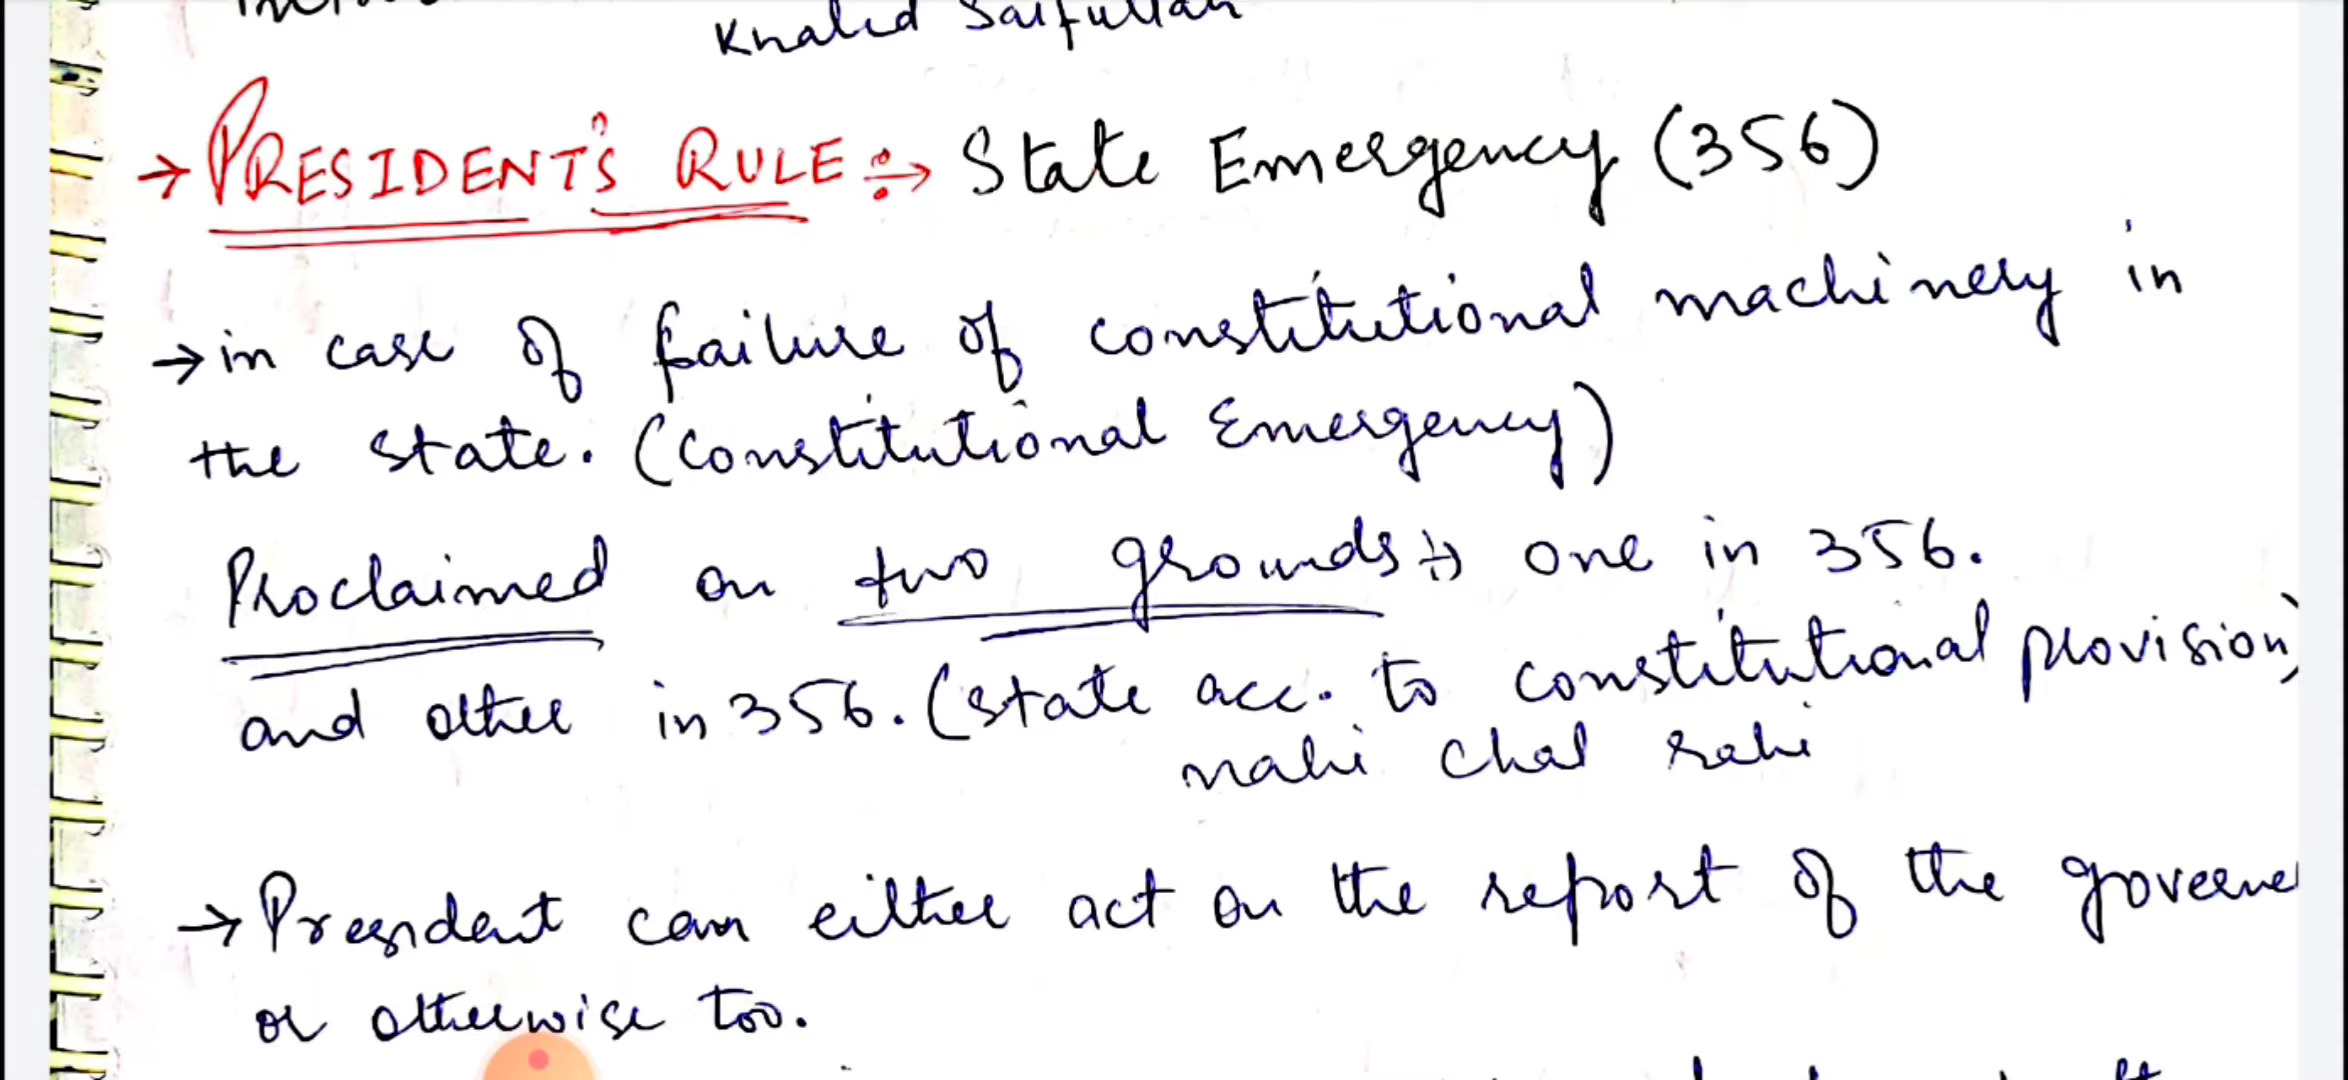 Khalid Saifullah
→ PRESIDENT'S RULE ÷→ State Emergency (356)
→ in case of failure of constitutional machinery in
the state. (Constitutional Emergency)
Proclaimed on two grounds ÷→ one in 356.
and other in 356. (state acc. to constitutional provision)
nahi chal rahi
→ President can either act on the report of the governer
or otherwise too.